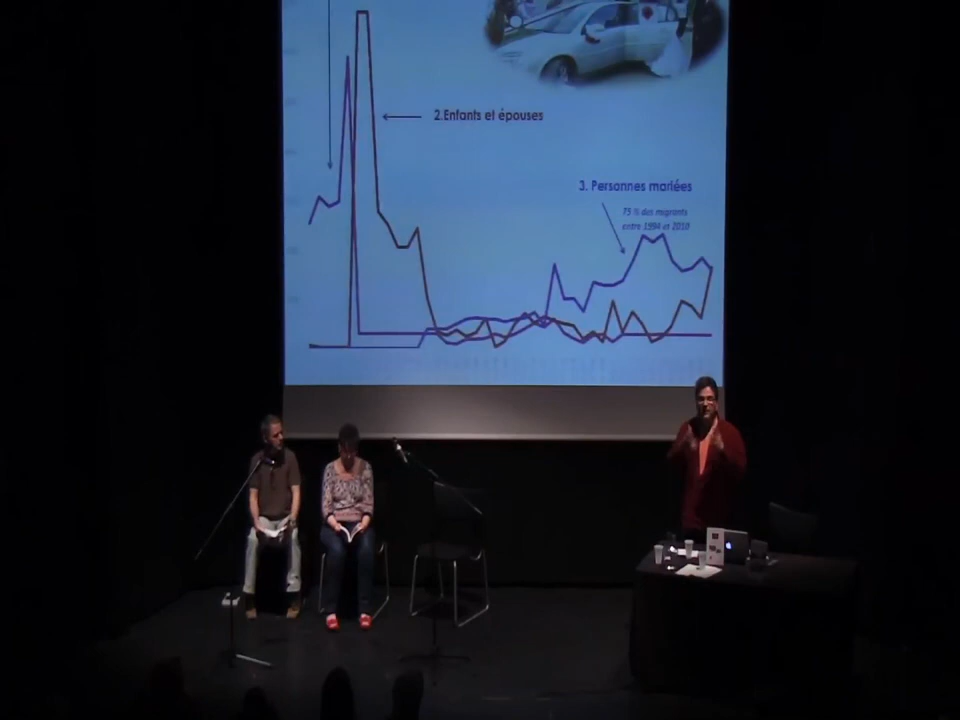 2.Enfants et épouses
3. Personnes mariées
75 % des migrants
entre 1994 et 2010